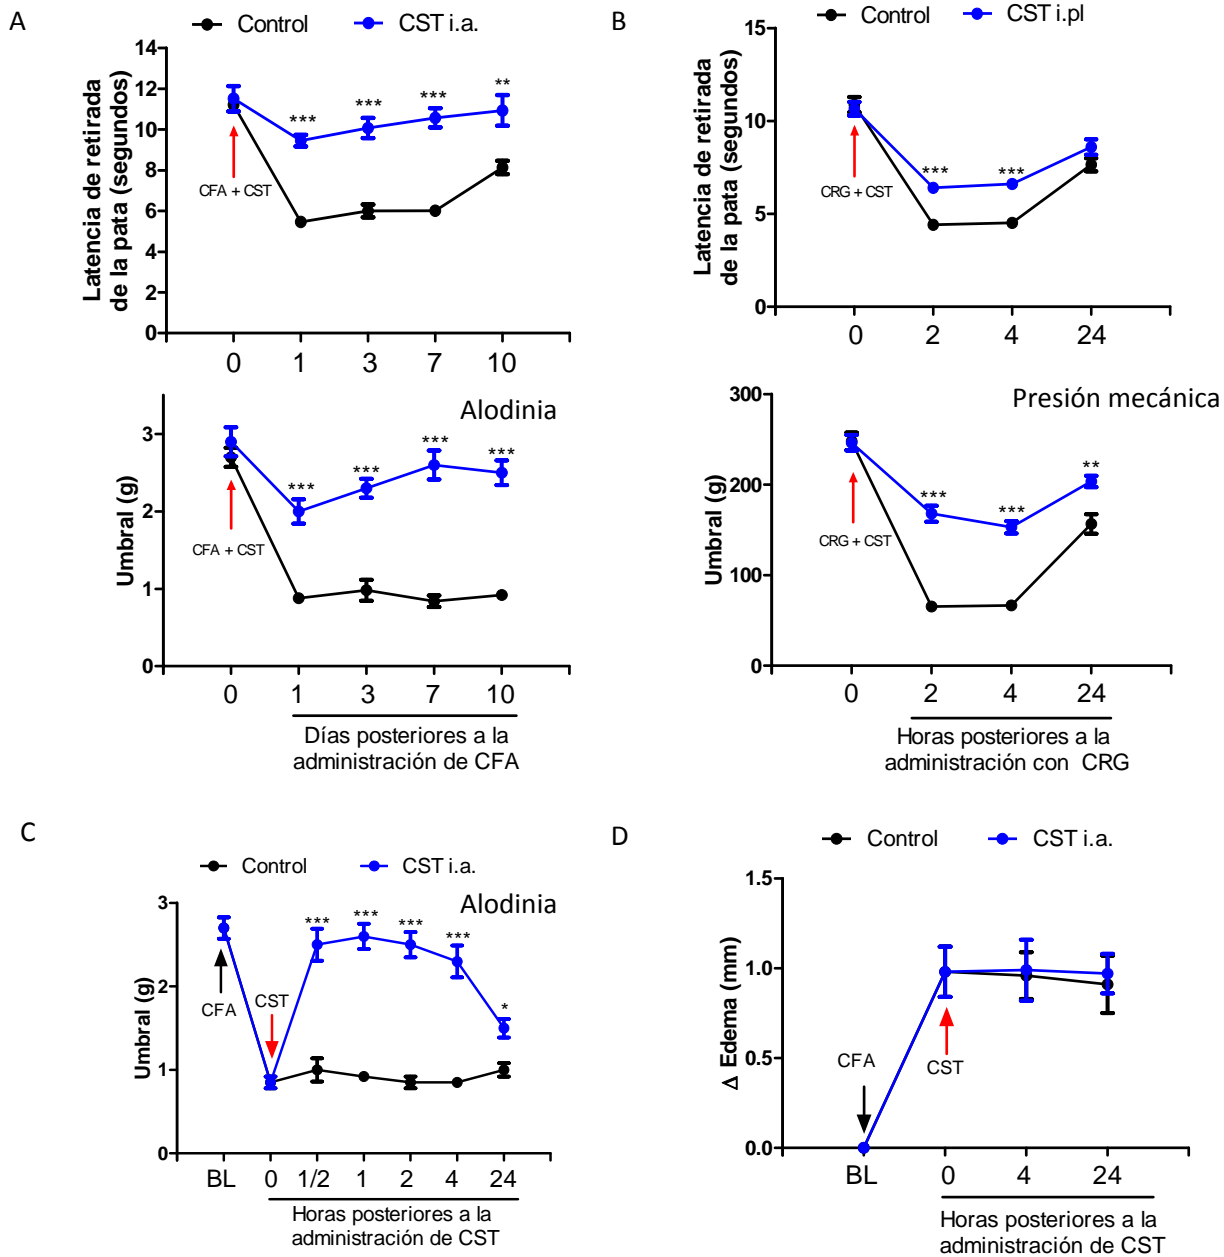 A
Control
CST i.a.
Latencia de retirada
de la pata (segundos)
14
12
10
8
6
4
2
0
***
***
***
**
CFA + CST
0 1 3 7 10
Alodinia
Umbral (g)
3
2
1
0
***
***
***
***
CFA + CST
0 1 3 7 10
Días posteriores a la
administración de CFA
B
Control
CST i.pl
Latencia de retirada
de la pata (segundos)
15
10
5
0
***
***
CRG + CST
0 2 4 24
Presión mecánica
Umbral (g)
300
200
100
0
***
***
**
CRG + CST
0 2 4 24
Horas posteriores a la
administración con CRG
C
Control
CST i.a.
Alodinia
Umbral (g)
3
2
1
0
***
***
***
***
*
CFA
CST
BL 0 1/2 1 2 4 24
Horas posteriores a la
administración de CST
D
Control
CST i.a.
Δ Edema (mm)
1.5
1.0
0.5
0.0
CFA
CST
BL 0 4 24
Horas posteriores a la
administración de CST